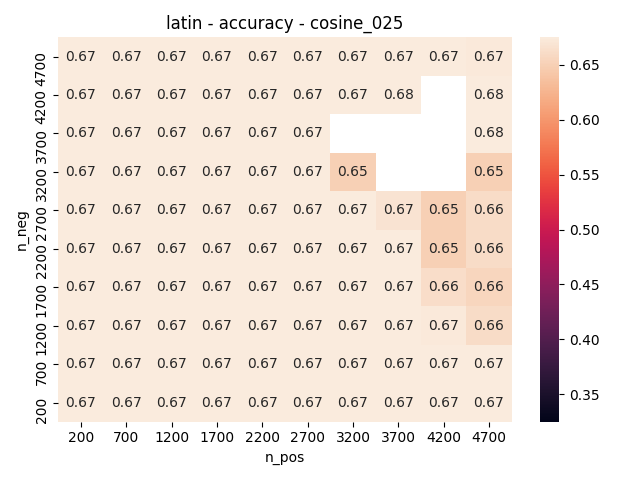 latin - accuracy - cosine_025
4700 0.67 0.67 0.67 0.67 0.67 0.67 0.67 0.67 0.67 0.67
4200 0.67 0.67 0.67 0.67 0.67 0.67 0.67 0.68 0.68
3700 0.67 0.67 0.67 0.67 0.67 0.67 0.68
3200 0.67 0.67 0.67 0.67 0.67 0.67 0.65 0.65
2700 0.67 0.67 0.67 0.67 0.67 0.67 0.67 0.67 0.65 0.66
2200 0.67 0.67 0.67 0.67 0.67 0.67 0.67 0.67 0.65 0.66
1700 0.67 0.67 0.67 0.67 0.67 0.67 0.67 0.67 0.66 0.66
1200 0.67 0.67 0.67 0.67 0.67 0.67 0.67 0.67 0.67 0.66
700 0.67 0.67 0.67 0.67 0.67 0.67 0.67 0.67 0.67 0.67
200 0.67 0.67 0.67 0.67 0.67 0.67 0.67 0.67 0.67 0.67
200 700 1200 1700 2200 2700 3200 3700 4200 4700
n_pos
n_neg
0.65
0.60
0.55
0.50
0.45
0.40
0.35